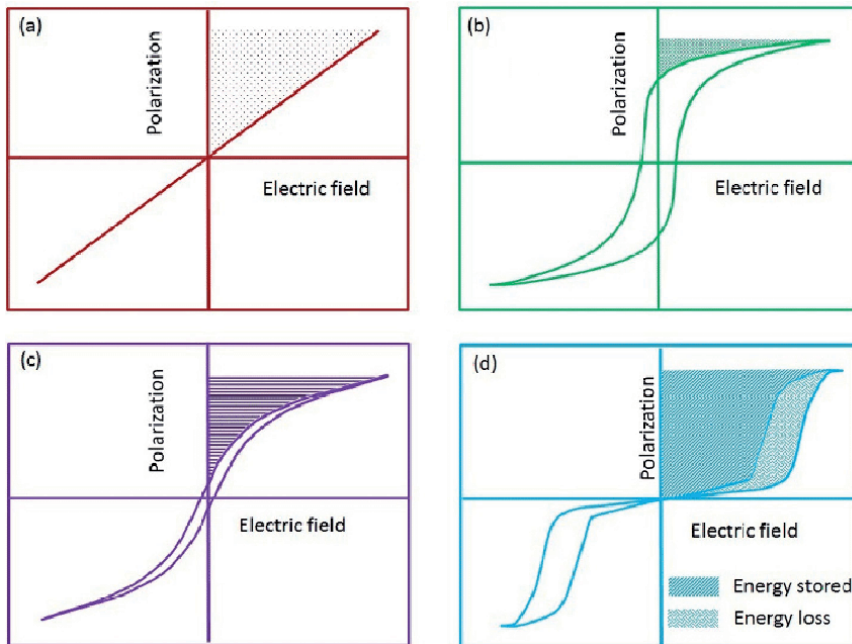 (a)
Polarization
Electric field
(b)
Polarization
Electric field
(c)
Polarization
Electric field
(d)
Polarization
Electric field
Energy stored
Energy loss